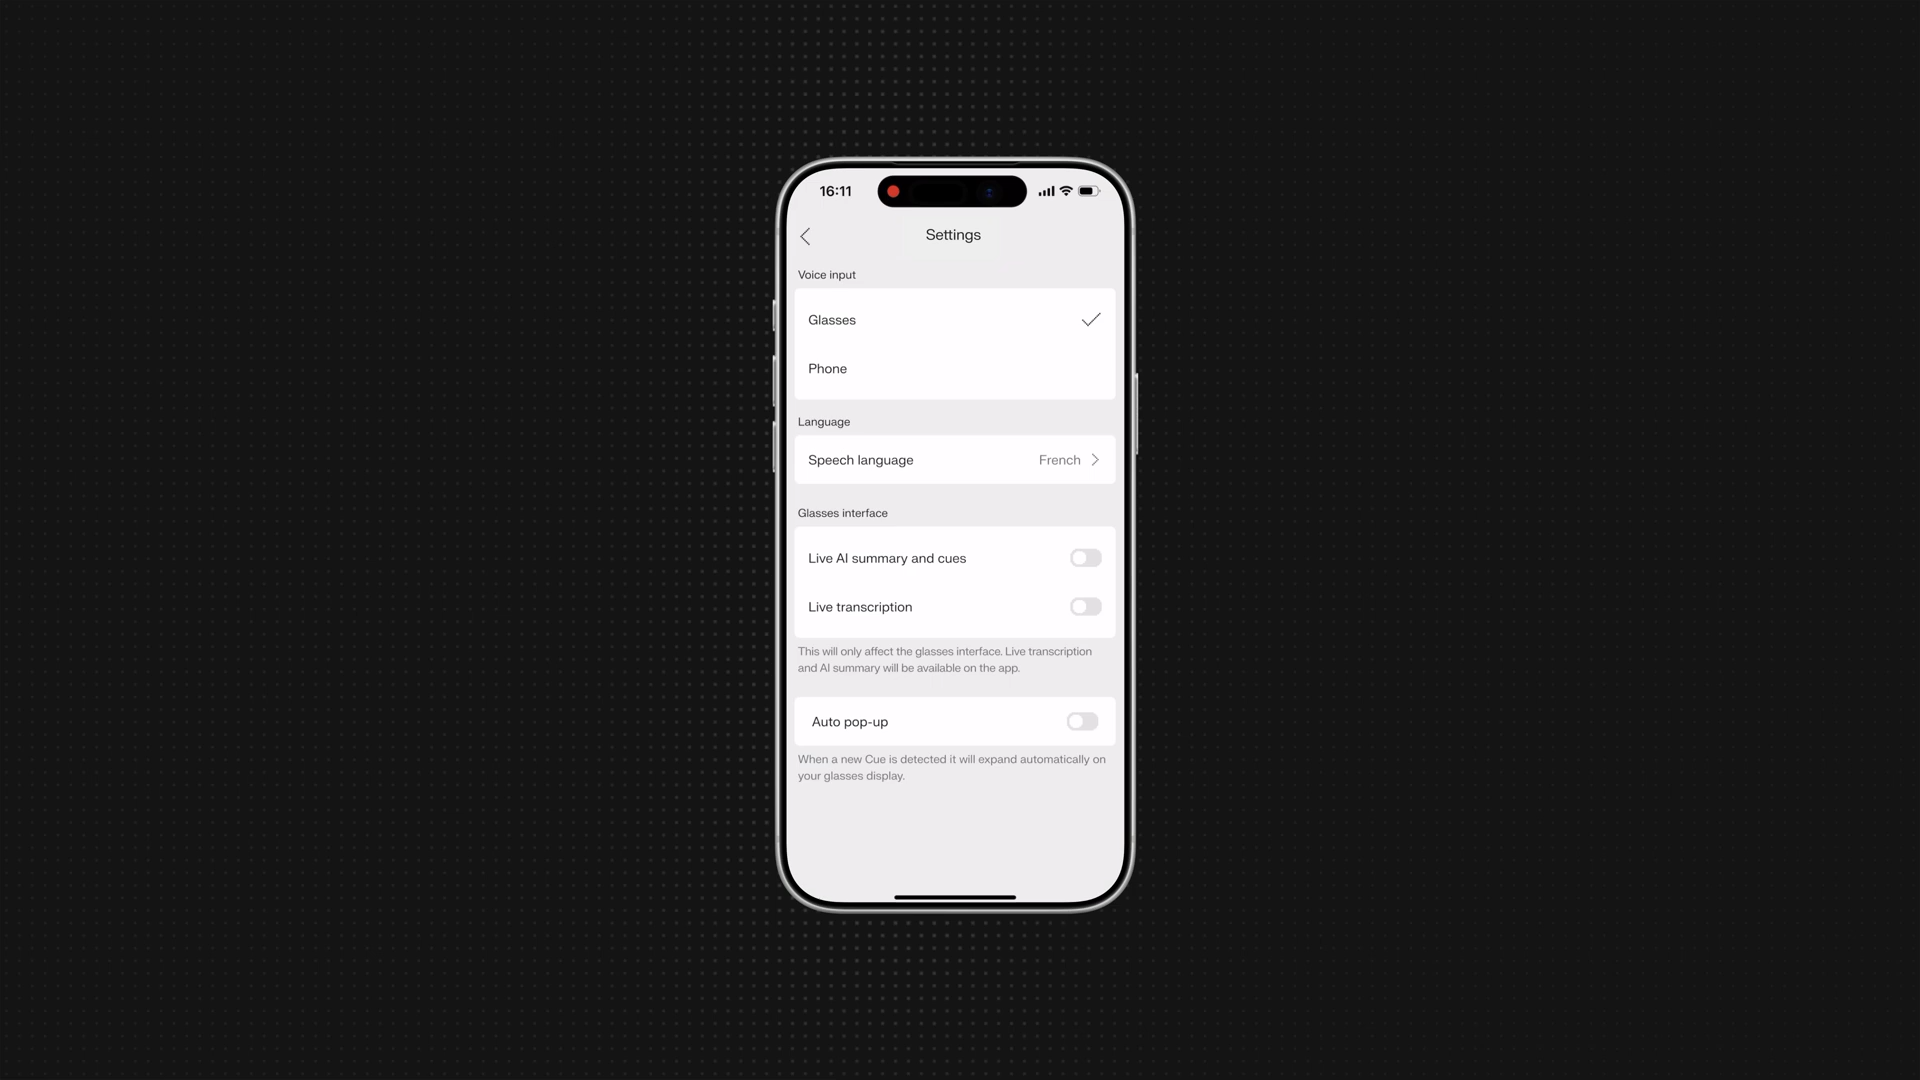 16:11
Settings
Voice input
Glasses
Phone
Language
Speech language French
Glasses interface
Live AI summary and cues
Live transcription
This will only affect the glasses interface. Live transcription
and AI summary will be available on the app.
Auto pop-up
When a new Cue is detected it will expand automatically on
your glasses display.